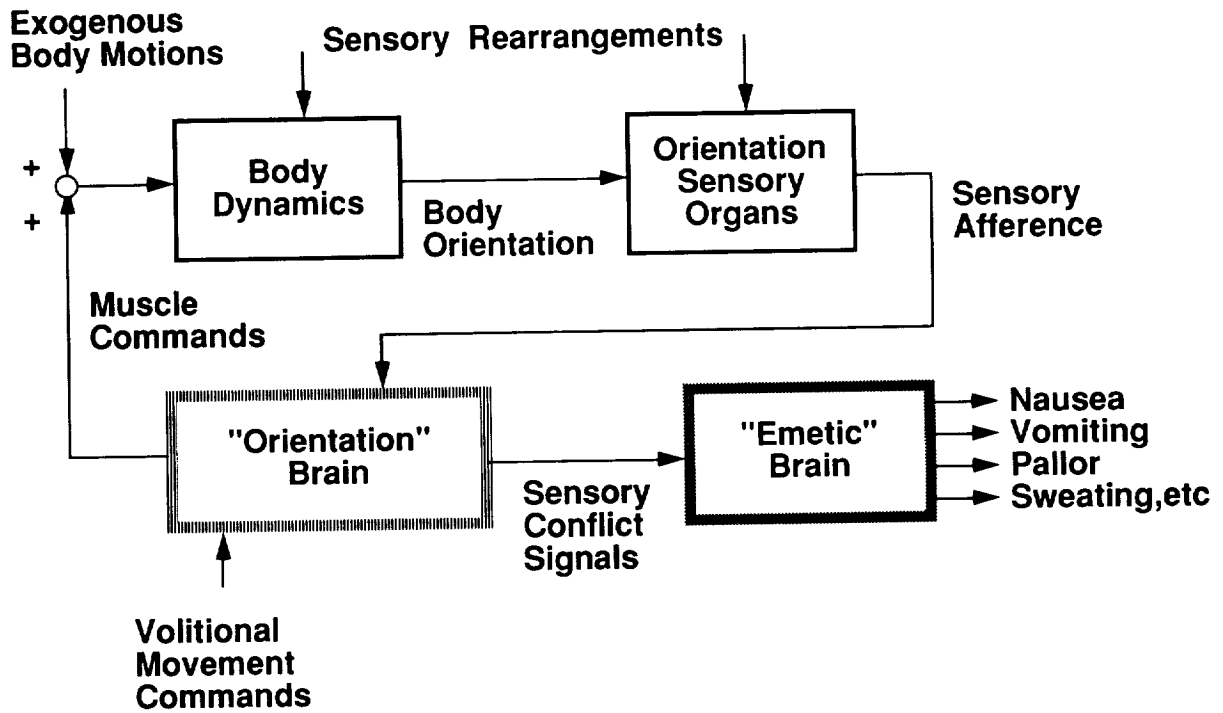 Exogenous
Body Motions
Sensory Rearrangements
+
+
Body
Dynamics
Body
Orientation
Orientation
Sensory
Organs
Sensory
Afference
Muscle
Commands
"Orientation"
Brain
Sensory
Conflict
Signals
"Emetic"
Brain
Nausea
Vomiting
Pallor
Sweating,etc
Volitional
Movement
Commands